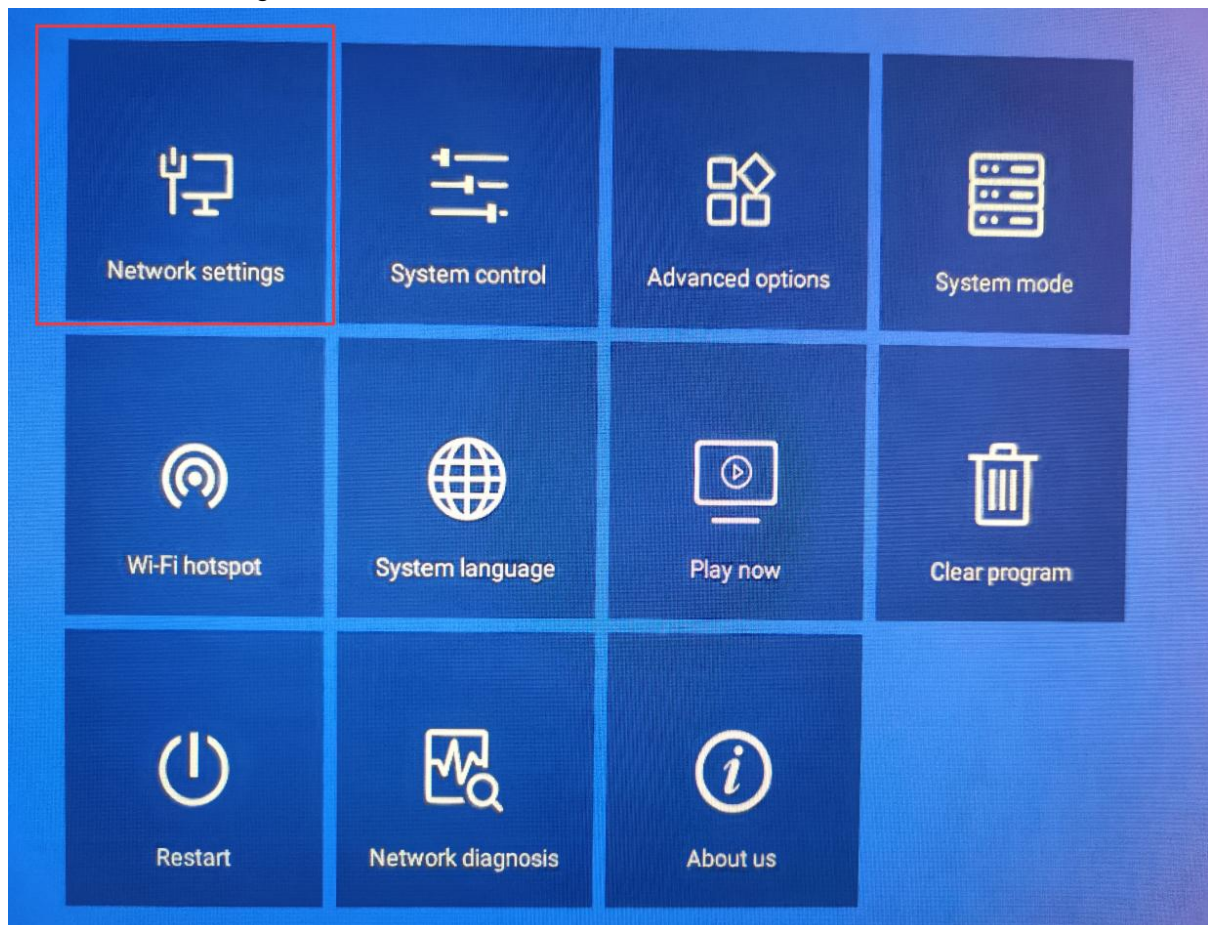 Network settings
System control
Advanced options
System mode
Wi-Fi hotspot
System language
Play now
Clear program
Restart
Network diagnosis
About us